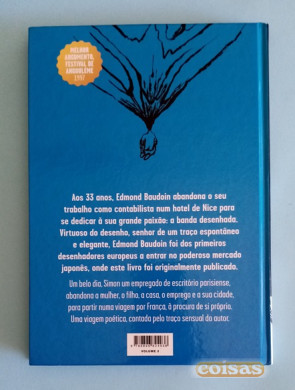 MELHOR
ARGUMENTO,
FESTIVAL DE
ANGOULÊME
1997
Aos 33 anos, Edmond Baudoin abandona o seu
trabalho como contabilista num hotel de Nice para
se dedicar à sua grande paixão: a banda desenhada.
Virtuoso do desenho, senhor de um traço espontâneo
e elegante, Edmond Baudoin foi dos primeiros
desenhadores europeus a entrar no poderoso mercado
japonês, onde este livro foi originalmente publicado.
Um belo dia, Simon um empregado de escritório parisiense,
abandona a mulher, o filho, a casa, o emprego e a sua cidade,
para partir numa viagem por França, à procura de si próprio.
Uma viagem poética, contada pelo traço sensual do autor.
coisas